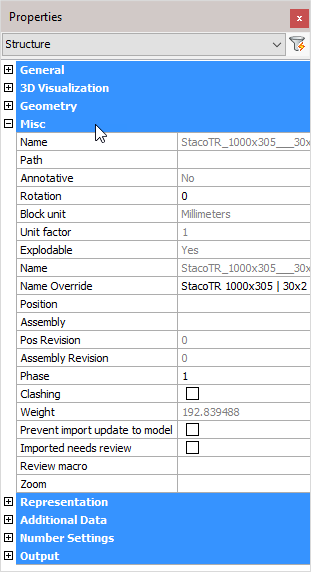 Properties x
Structure
General
3D Visualization
Geometry
Misc
Name StacoTR_1000x305___30x
Path
Annotative No
Rotation 0
Block unit Millimeters
Unit factor 1
Explodable Yes
Name StacoTR_1000x305___30x
Name Override StacoTR 1000x305 | 30x2
Position
Assembly
Pos Revision 0
Assembly Revision 0
Phase 1
Clashing
Weight 192.839488
Prevent import update to model
Imported needs review
Review macro
Zoom
Representation
Additional Data
Number Settings
Output